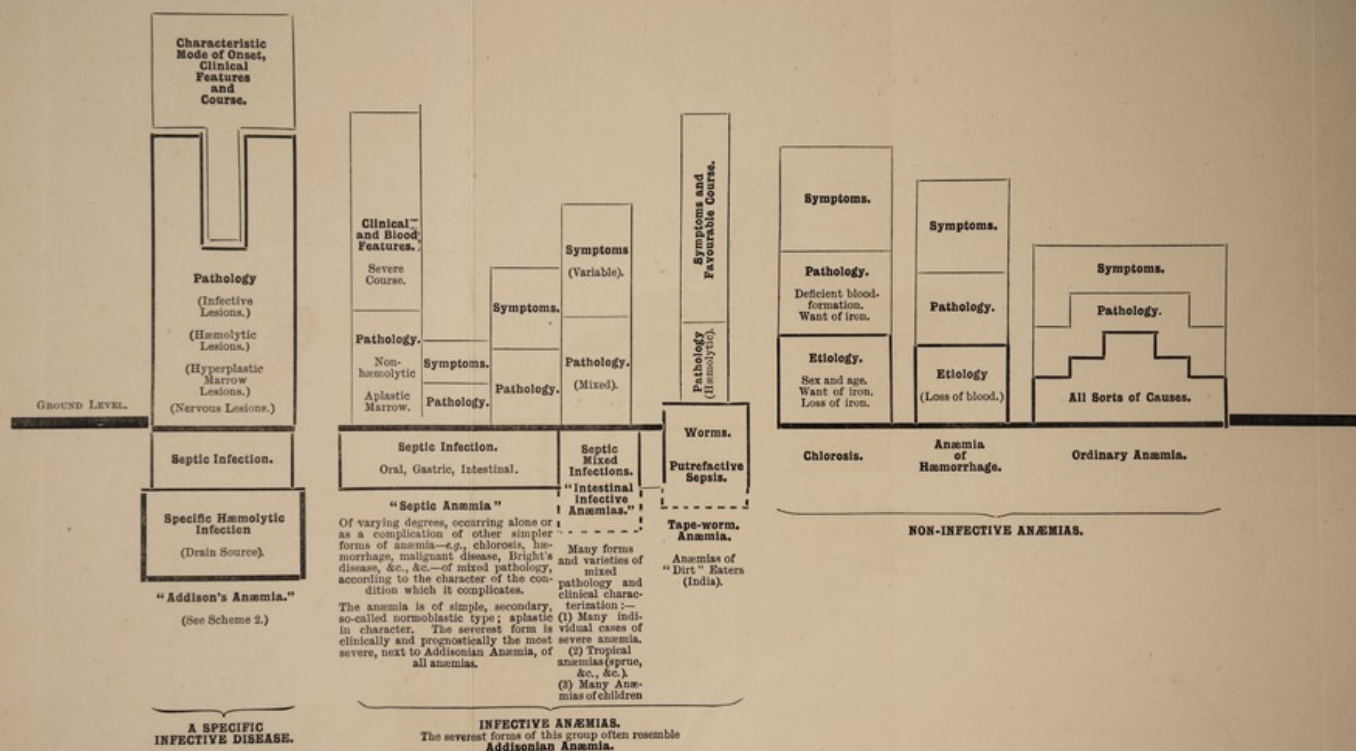 Characteristic
Mode of Onset,
Clinical
Features
and
Course.
Pathology
(Infective
Lesions.)
(Hæmolytic
Lesions.)
(Hyperplastic
Marrow
Lesions.)
(Nervous Lesions.)
GROUND LEVEL.
Septic Infection.
Specific Hæmolytic
Infection
(Drain Source).
"Addison's Anæmia."
(See Scheme 2.)
A SPECIFIC
INFECTIVE DISEASE.
Clinical
and Blood
Features.
Severe
Course.
Pathology.
Non-
hæmolytic
Aplastic
Marrow.
Symptoms.
Pathology.
Symptoms.
Pathology.
Symptoms
(Variable).
Pathology.
(Mixed).
Symptoms and
Favourable Course.
Pathology
(Hæmolytic).
Septic Infection.
Oral, Gastric, Intestinal.
"Septic Anæmia"
Of varying degrees, occurring alone or
as a complication of other simpler
forms of anæmia—e.g., chlorosis, hæ-
morrhage, malignant disease, Bright's
disease, &c., &c.—of mixed pathology,
according to the character of the con-
dition which it complicates.
The anæmia is of simple, secondary,
so-called normoblastic type; aplastic
in character. The severest form is
clinically and prognostically the most
severe, next to Addisonian Anæmia, of
all anæmias.
Septic
Mixed
Infections.
"Intestinal
Infective
Anæmias."
Many forms
and varieties of
mixed
pathology and
clinical charac-
terization:—
(1) Many indi-
vidual cases of
severe anæmia.
(2) Tropical
anæmias (sprue,
&c., &c.).
(3) Many Anæ-
mias of children
Worms.
Putrefactive
Sepsis.
Tape-worm.
Anæmia.
Anæmias of
"Dirt" Eaters
(India).
INFECTIVE ANÆMIAS.
The severest forms of this group often resemble
Addisonian Anæmia.
Symptoms.
Pathology.
Deficient blood-
formation.
Want of iron.
Etiology.
Sex and age.
Want of iron.
Loss of iron.
Chlorosis.
Symptoms.
Pathology.
Etiology
(Loss of blood.)
Anæmia
of
Hæmorrhage.
Symptoms.
Pathology.
All Sorts of Causes.
Ordinary Anæmia.
NON-INFECTIVE ANÆMIAS.